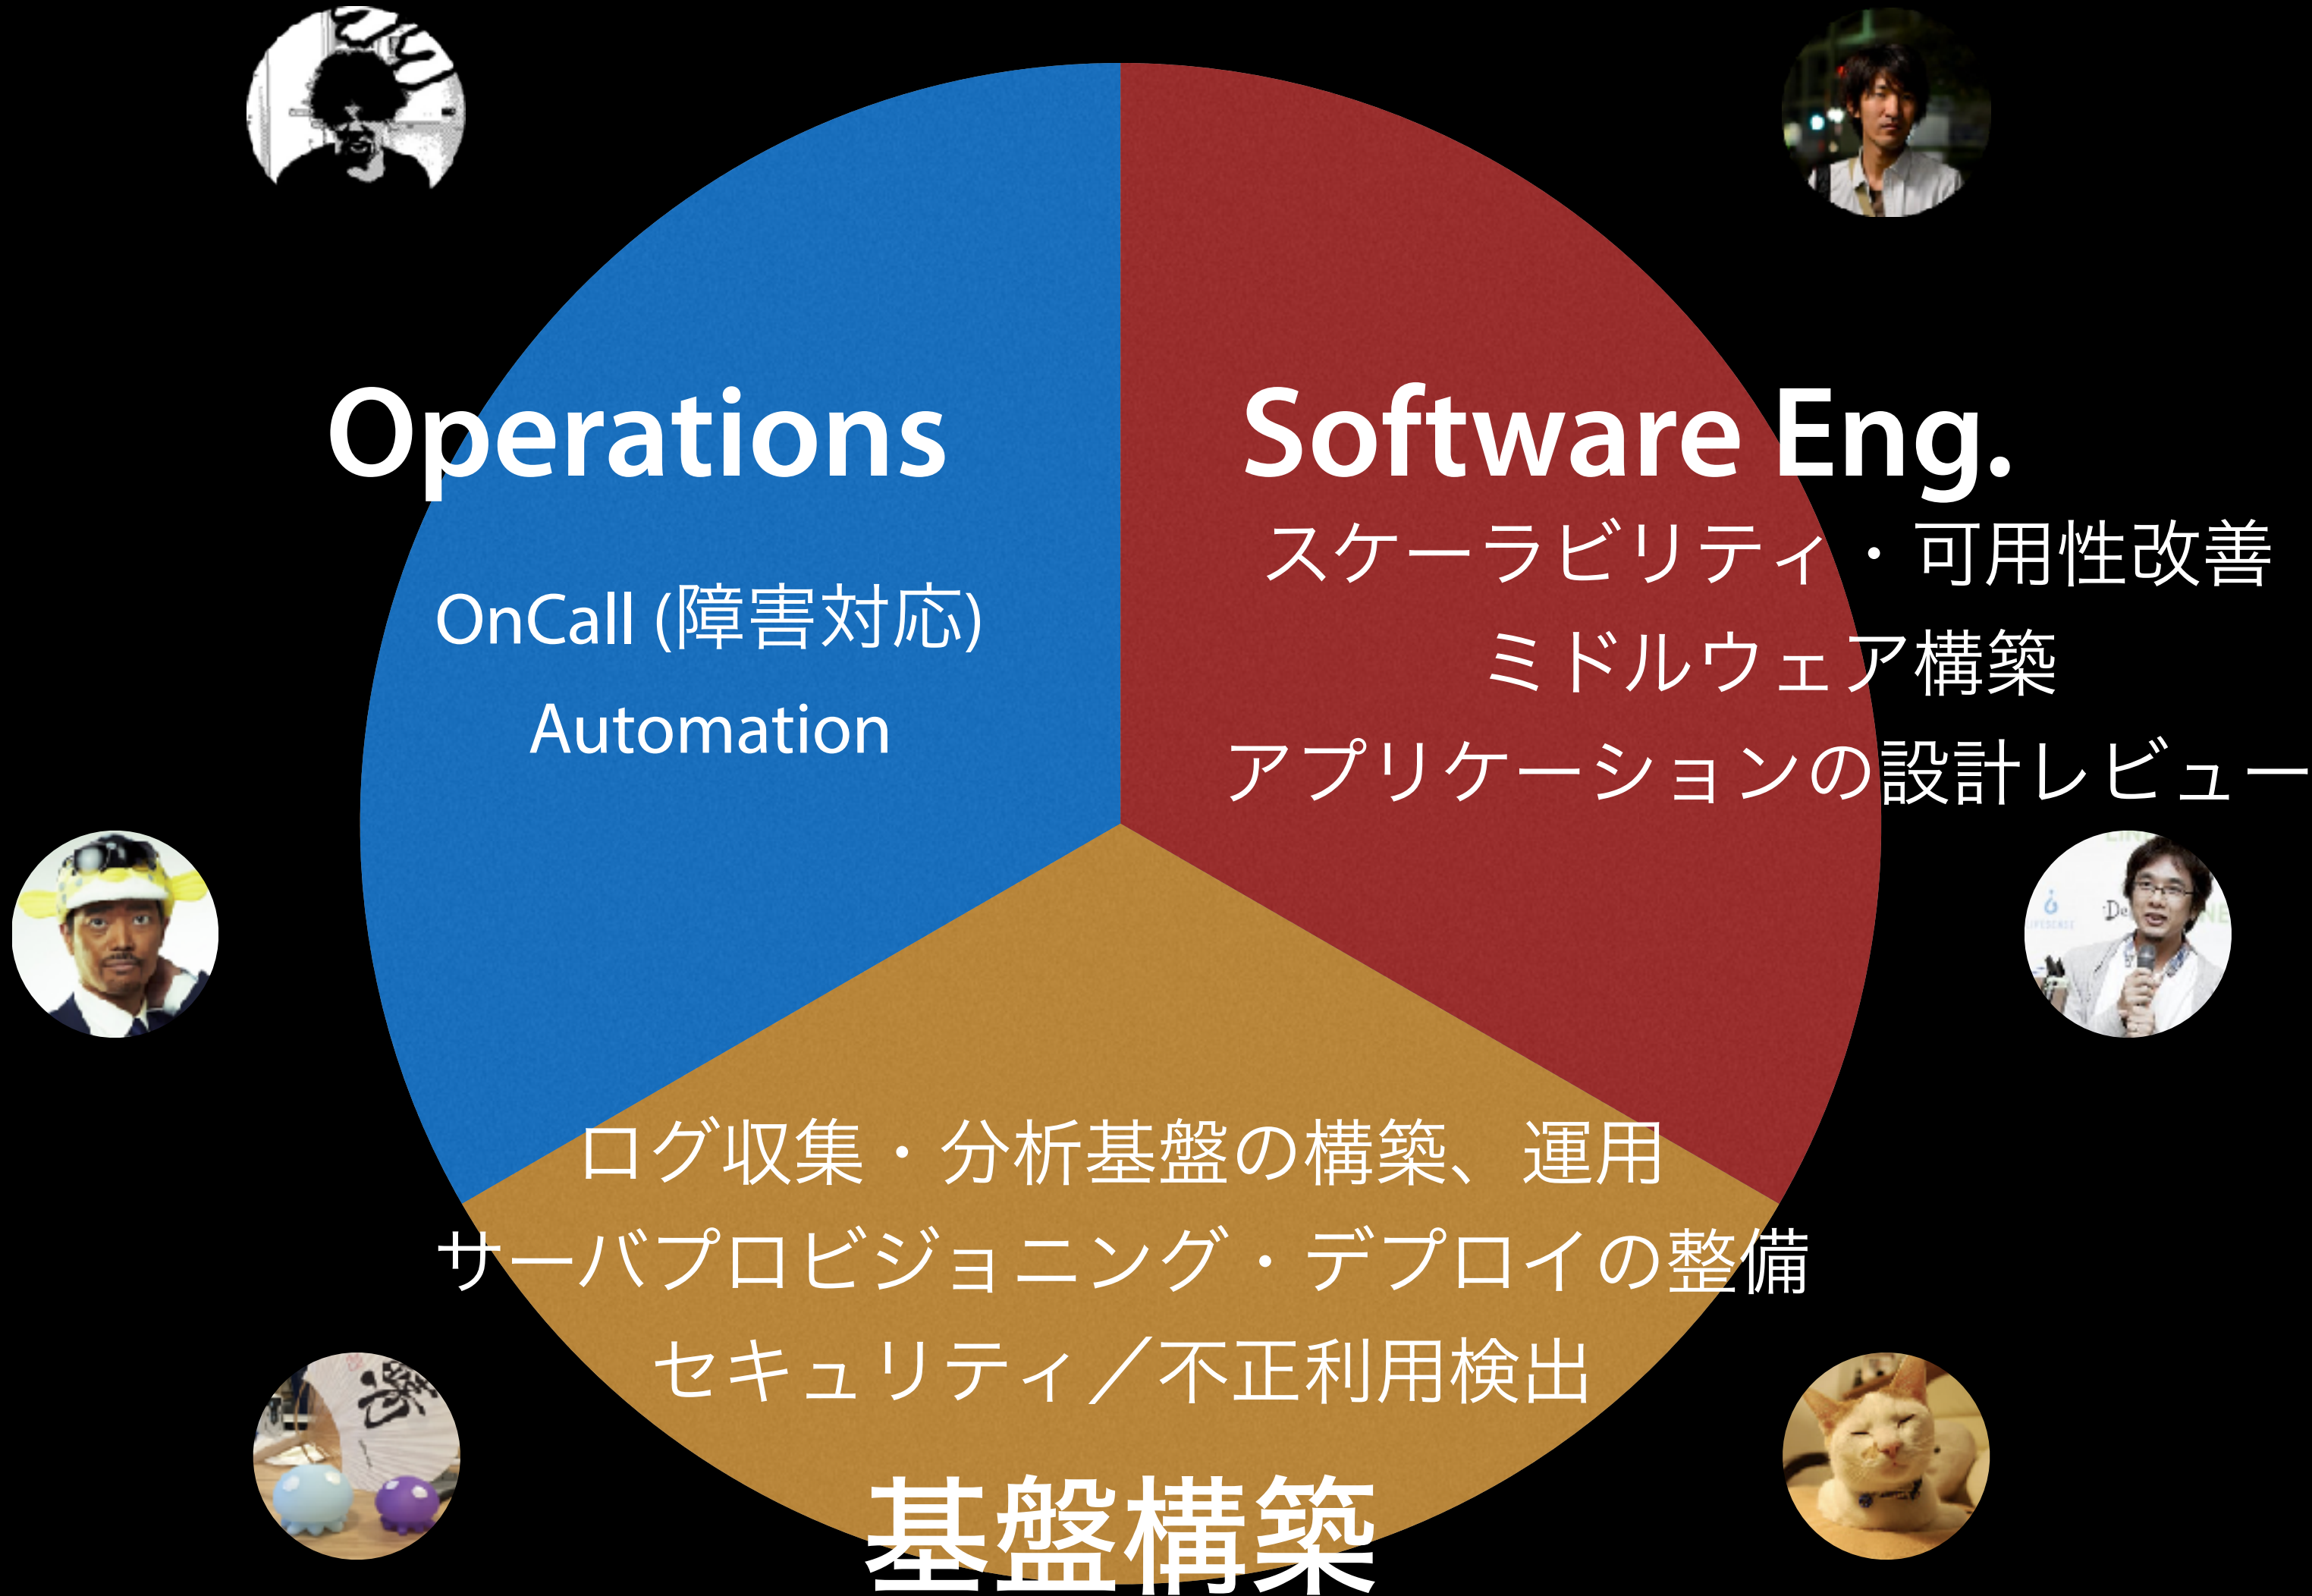 Operations
OnCall (障害対応)
Automation
Software Eng.
スケーラビリティ・可用性改善
ミドルウェア構築
アプリケーションの設計レビュー
ログ収集・分析基盤の構築、運用
サーバプロビジョニング・デプロイの整備
セキュリティ／不正利用検出
基盤構築